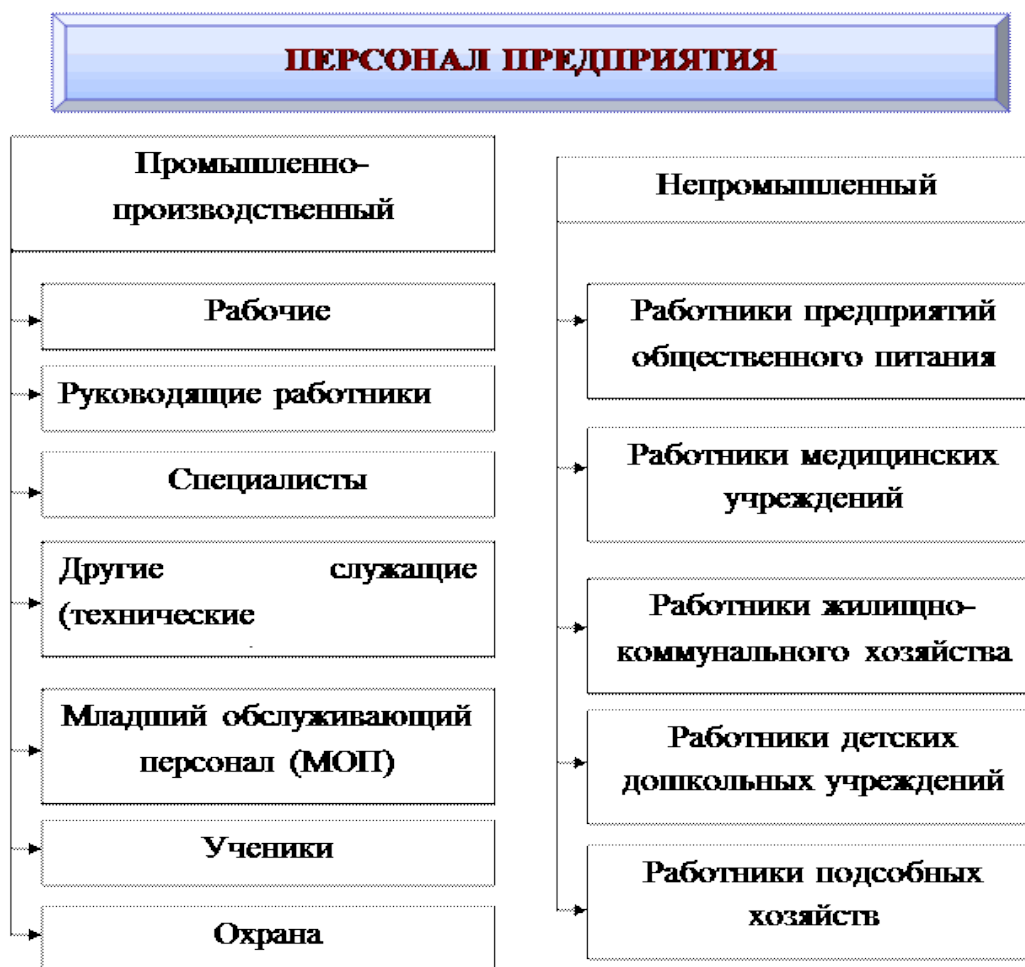 ПЕРСОНАЛ ПРЕДПРИЯТИЯ
Промышленно-
производственный
Рабочие
Руководящие работники
Специалисты
Другие служащие
(технические
Младший обслуживающий
персонал (МОП)
Ученики
Охрана
Непромышленный
Работники предприятий
общественного питания
Работники медицинских
учреждений
Работники жилищно-
коммунального хозяйства
Работники детских
дошкольных учреждений
Работники подсобных
хозяйств